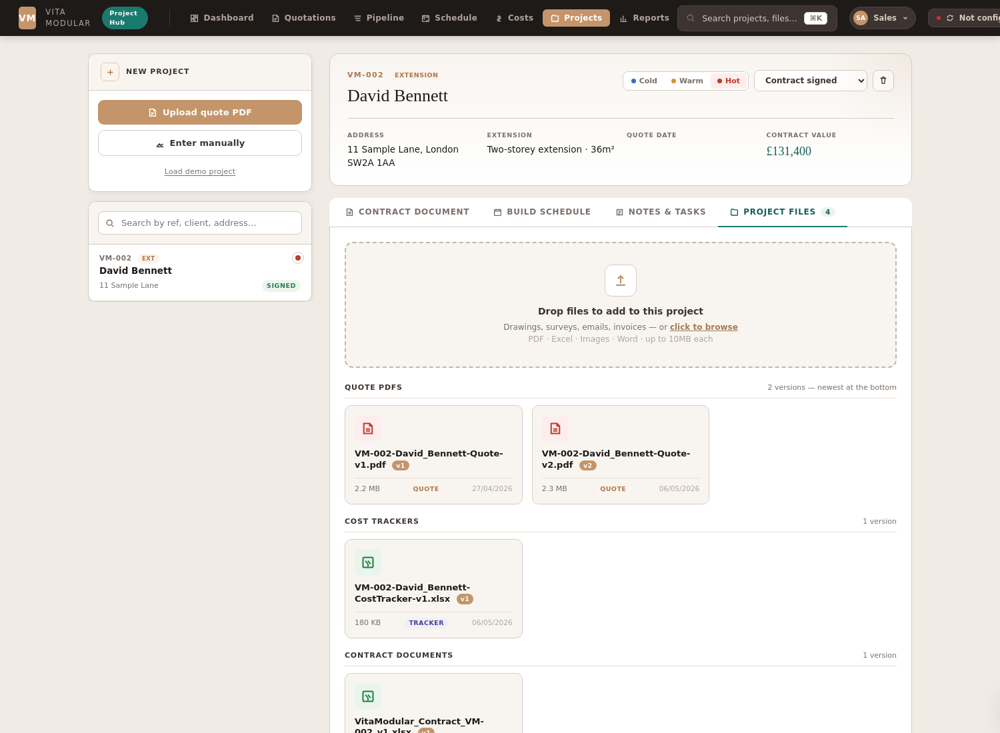 VM
VITA MODULAR
Project Hub
Dashboard
Quotations
Pipeline
Schedule
Costs
Projects
Reports
Search projects, files...
⌘K
SA
Sales
Not config
+ NEW PROJECT
Upload quote PDF
Enter manually
Load demo project
Search by ref, client, address...
VM-002 EXT
David Bennett
11 Sample Lane
SIGNED
VM-002 EXTENSION
David Bennett
Cold
Warm
Hot
Contract signed
ADDRESS
11 Sample Lane, London
SW2A 1AA
EXTENSION
Two-storey extension · 36m²
QUOTE DATE
CONTRACT VALUE
£131,400
CONTRACT DOCUMENT
BUILD SCHEDULE
NOTES & TASKS
PROJECT FILES 4
Drop files to add to this project
Drawings, surveys, emails, invoices — or click to browse
PDF · Excel · Images · Word · up to 10MB each
QUOTE PDFS
2 versions — newest at the bottom
VM-002-David_Bennett-Quote-
v1.pdf v1
2.2 MB QUOTE 27/04/2026
VM-002-David_Bennett-Quote-
v2.pdf v2
2.3 MB QUOTE 06/05/2026
COST TRACKERS
1 version
VM-002-David_Bennett-
CostTracker-v1.xlsx v1
180 KB TRACKER 06/05/2026
CONTRACT DOCUMENTS
1 version
VitaModular_Contract_VM-
002_v1.xlsx v1